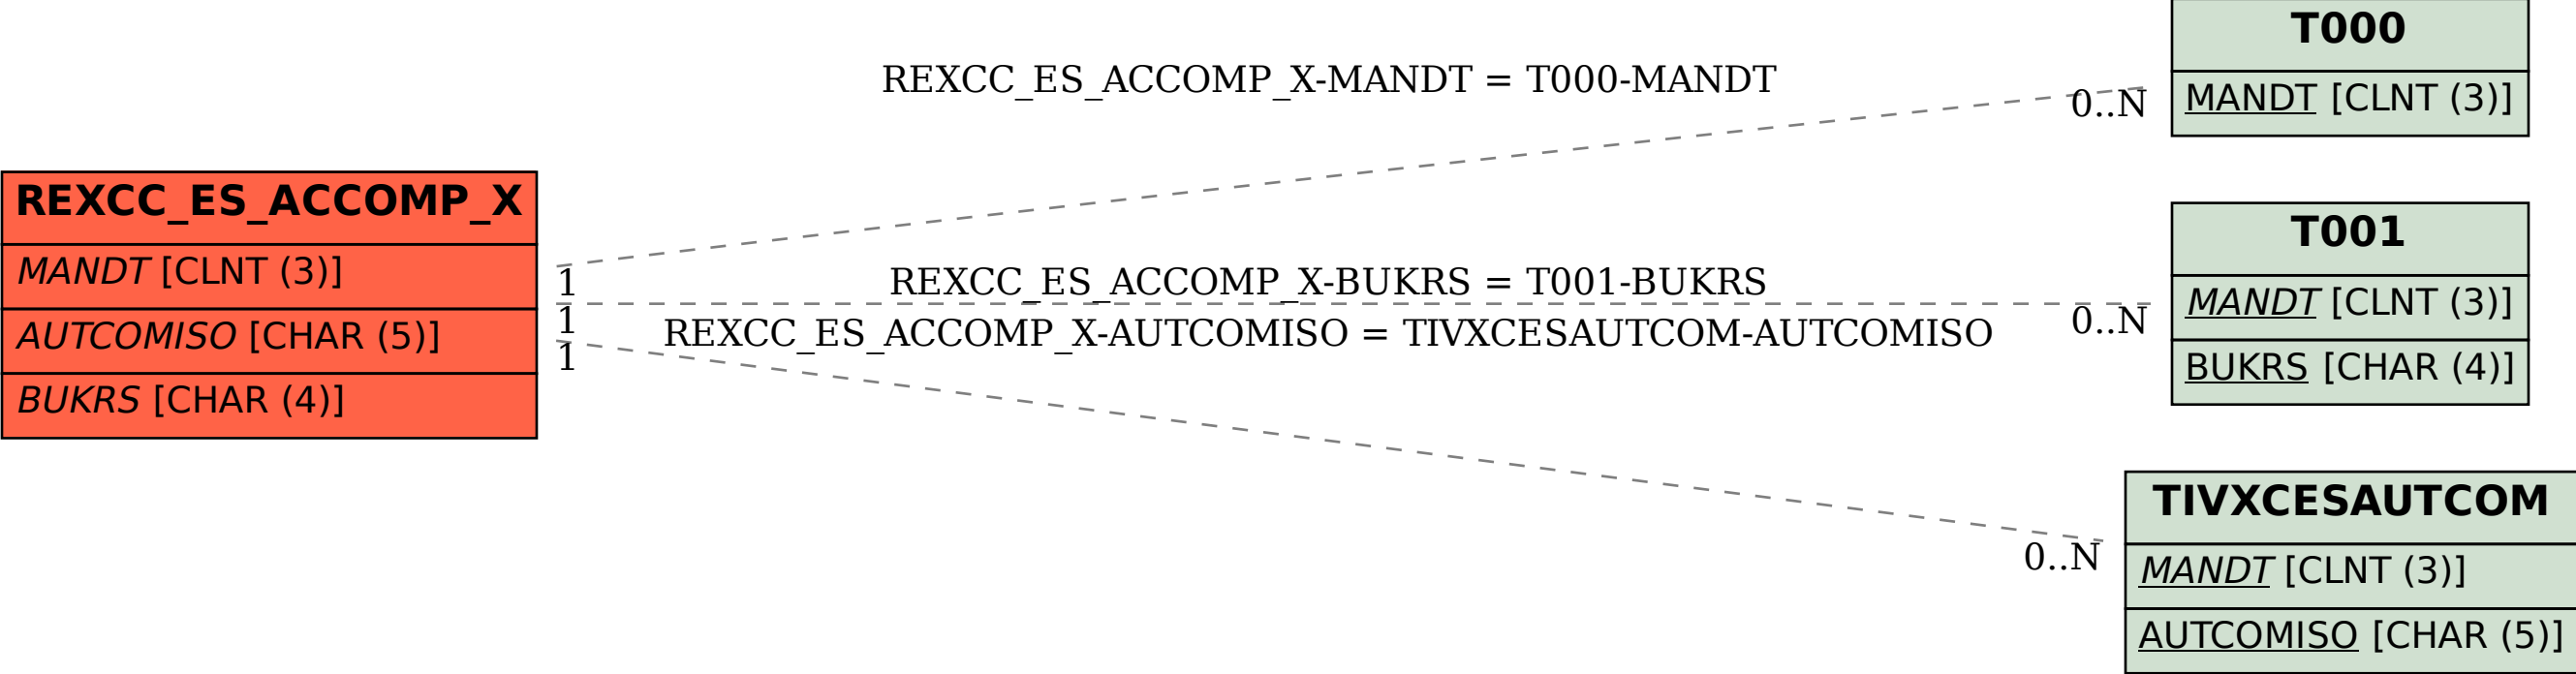 REXCC_ES_ACCOMP_X
MANDT [CLNT (3)]
AUTCOMISO [CHAR (5)]
BUKRS [CHAR (4)]
REXCC_ES_ACCOMP_X-MANDT = T000-MANDT
1
0..N
REXCC_ES_ACCOMP_X-BUKRS = T001-BUKRS
1
0..N
REXCC_ES_ACCOMP_X-AUTCOMISO = TIVXCESAUTCOM-AUTCOMISO
1
0..N
T000
MANDT [CLNT (3)]
T001
MANDT [CLNT (3)]
BUKRS [CHAR (4)]
TIVXCESAUTCOM
MANDT [CLNT (3)]
AUTCOMISO [CHAR (5)]